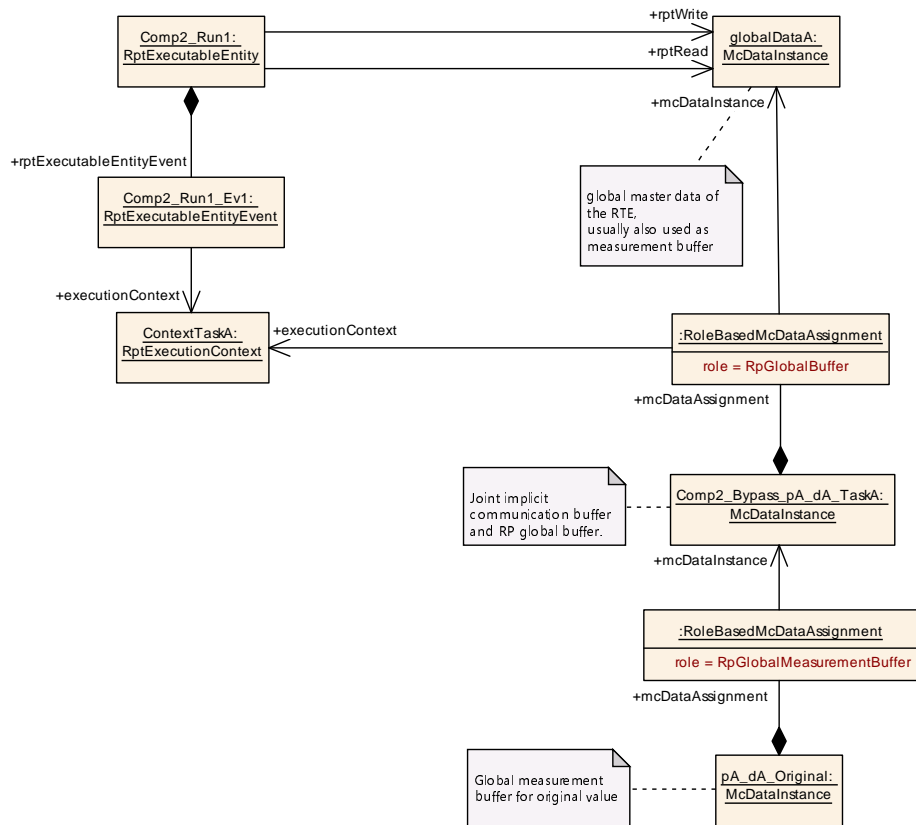 Comp2_Run1:
RptExecutableEntity
+rptWrite
+rptRead
globalDataA:
McDataInstance
+mcDataInstance
+rptExecutableEntityEvent
Comp2_Run1_Ev1:
RptExecutableEntityEvent
global master data of
the RTE,
usually also used as
measurement buffer
+executionContext
ContextTaskA:
RptExecutionContext
+executionContext
:RoleBasedMcDataAssignment
role = RpGlobalBuffer
+mcDataAssignment
Joint implicit
communication buffer
and RP global buffer.
Comp2_Bypass_pA_dA_TaskA:
McDataInstance
+mcDataInstance
:RoleBasedMcDataAssignment
role = RpGlobalMeasurementBuffer
+mcDataAssignment
Global measurement
buffer for original value
pA_dA_Original:
McDataInstance